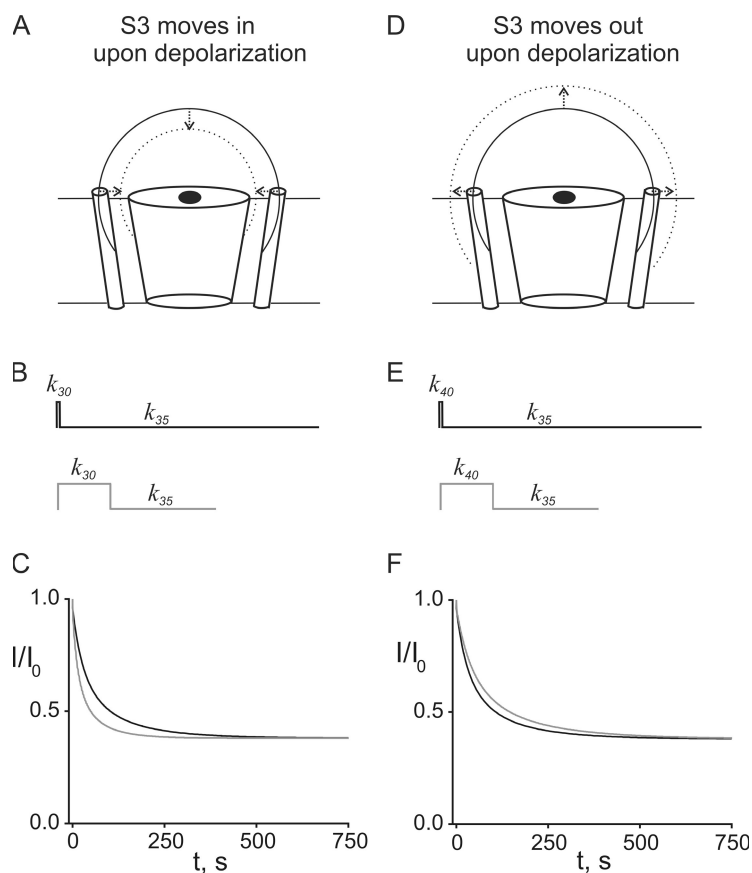 A
S3 moves in
upon depolarization
D
S3 moves out
upon depolarization
B
k30
k35
k30
k35
E
k40
k35
k40
k35
C
1.0
I/I0
0.5
0.0
0
250
500
750
t, s
F
1.0
I/I0
0.5
0.0
0
250
500
750
t, s